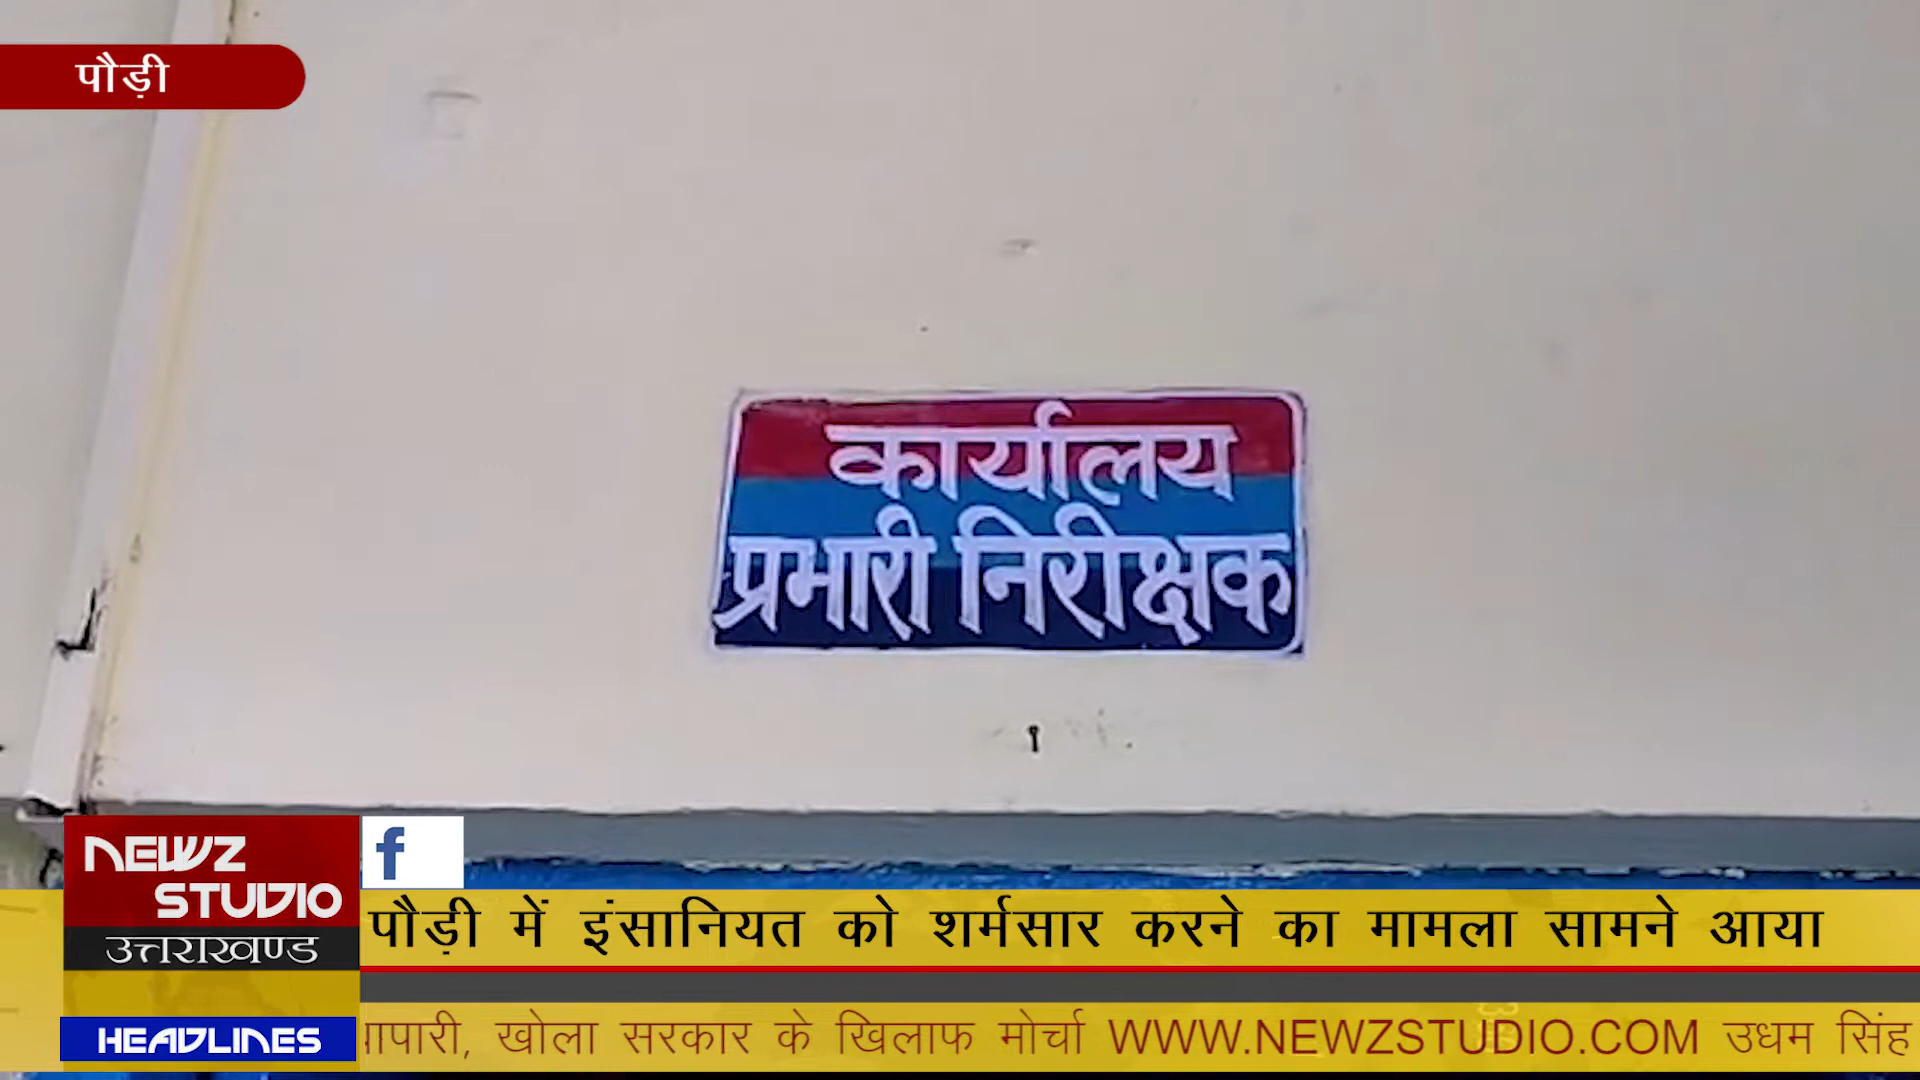 पौड़ी
कार्यालय
प्रभारी निरीक्षक
NEWZ
STUDIO
उत्तराखण्ड
f
पौड़ी में इंसानियत को शर्मसार करने का मामला सामने आया
HEADLINES
खोला सरकार के खिलाफ मोर्चा WWW.NEWZSTUDIO.COM उधम सिंह